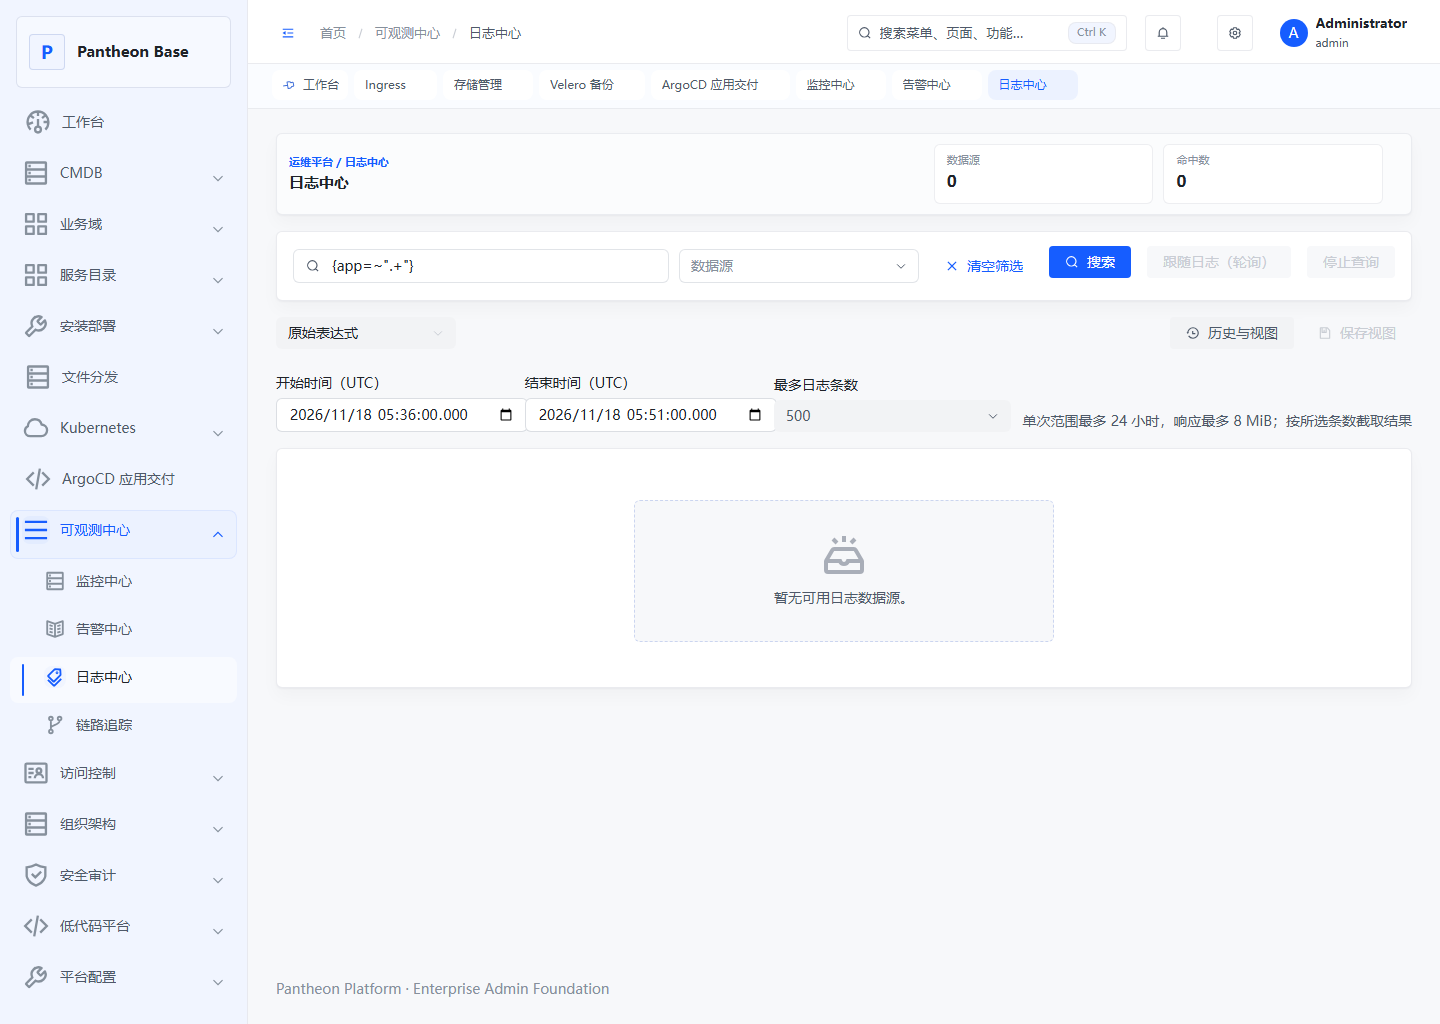 P Pantheon Base
工作台
CMDB
业务域
服务目录
安装部署
文件分发
Kubernetes
ArgoCD 应用交付
可观测中心
监控中心
告警中心
日志中心
链路追踪
访问控制
组织架构
安全审计
低代码平台
平台配置
首页 / 可观测中心 / 日志中心
搜索菜单、页面、功能... Ctrl K
A Administrator
admin
工作台 Ingress 存储管理 Velero 备份 ArgoCD 应用交付 监控中心 告警中心 日志中心
运维平台 / 日志中心
日志中心
数据源
0
命中数
0
{app=~".+"} 数据源 清空筛选 搜索 跟随日志（轮询） 停止查询
原始表达式 历史与视图 保存视图
开始时间（UTC） 结束时间（UTC） 最多日志条数
2026/11/18 05:36:00.000 2026/11/18 05:51:00.000 500 单次范围最多 24 小时，响应最多 8 MiB；按所选条数截取结果
暂无可用日志数据源。
Pantheon Platform · Enterprise Admin Foundation